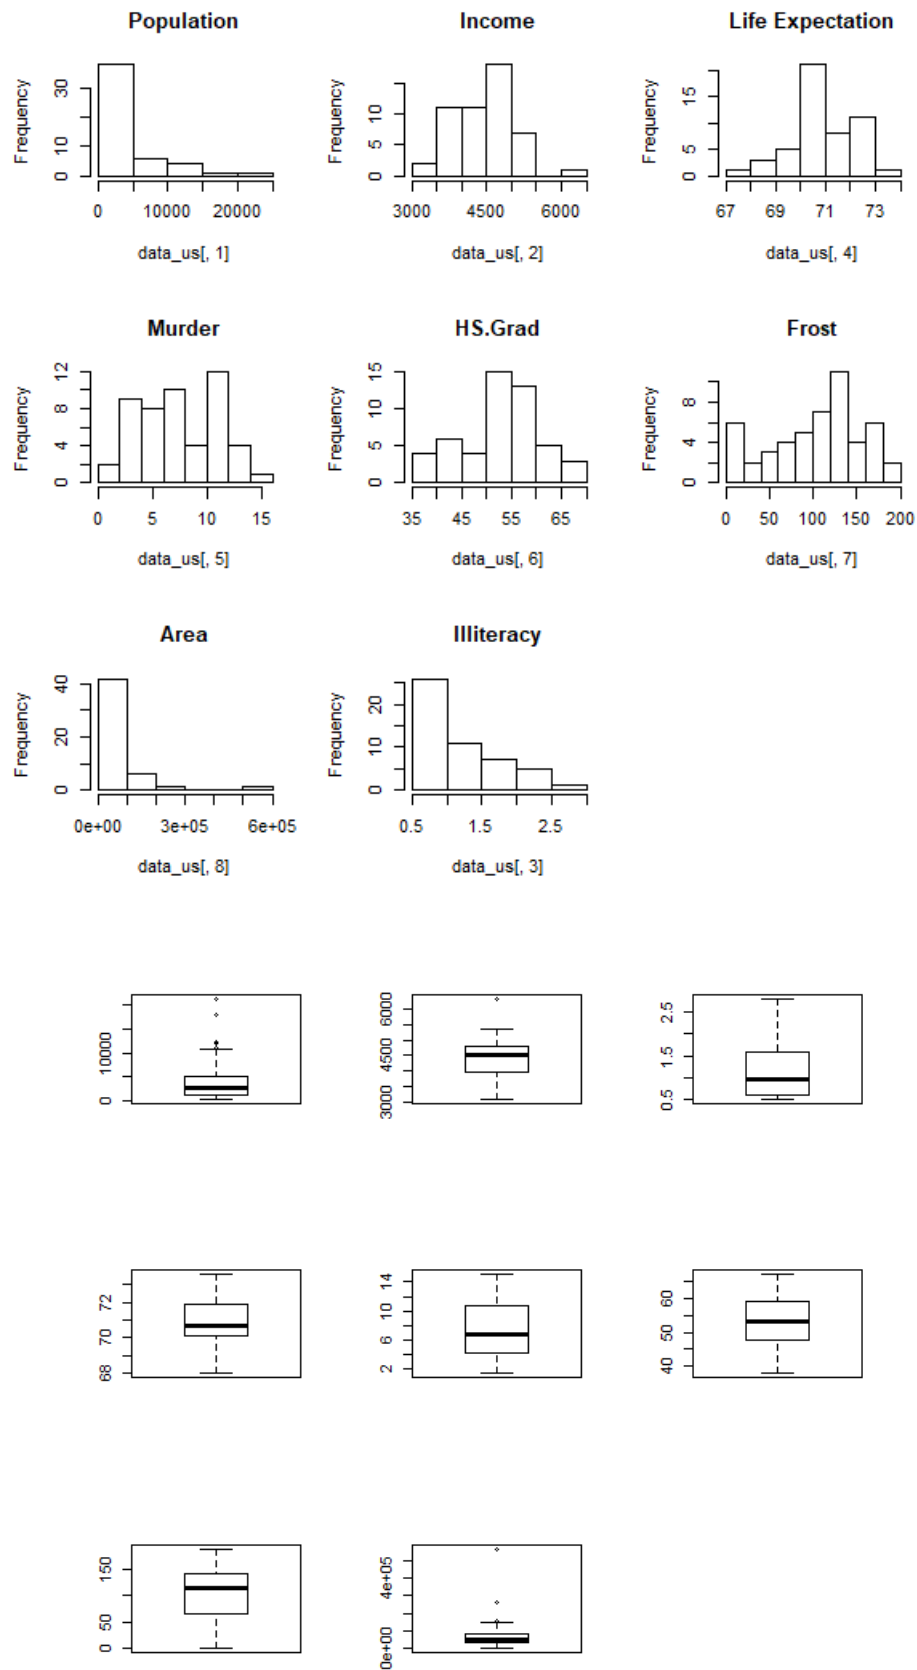 Population
Income
Life Expectation
Frequency
0 10 30
0 10000 20000
data_us[, 1]
Frequency
0 5 10
3000 4500 6000
data_us[, 2]
Frequency
0 5 15
67 69 71 73
data_us[, 4]
Murder
HS.Grad
Frost
Frequency
0 4 8 12
0 5 10 15
data_us[, 5]
Frequency
0 5 10 15
35 45 55 65
data_us[, 6]
Frequency
0 4 8
0 50 100 150 200
data_us[, 7]
Area
Illiteracy
Frequency
0 20 40
0e+00 3e+05 6e+05
data_us[, 8]
Frequency
0 10 20
0.5 1.5 2.5
data_us[, 3]
0 10000
3000 4500 6000
0.5 1.5 2.5
68 70 72
2 6 10 14
40 50 60
0 50 150
0e+00 4e+05